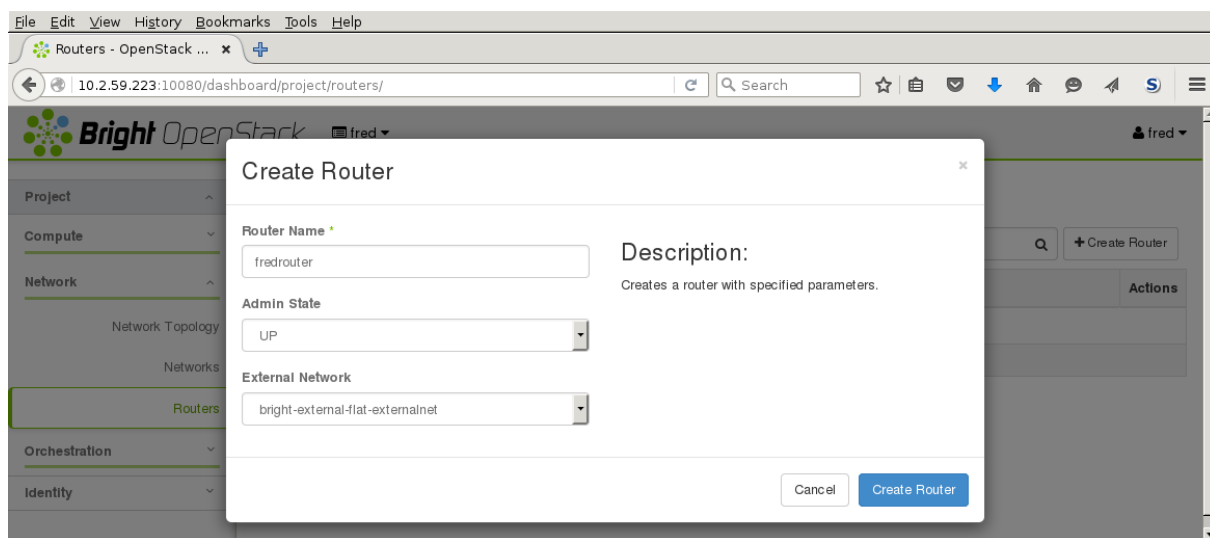 File Edit View History Bookmarks Tools Help
Routers - OpenStack ...
10.2.59.223:10080/dashboard/project/routers/
Search
S
Bright OpenStack
fred
fred
Create Router
×
Project
Compute
Network
Network Topology
Networks
Routers
Orchestration
Identity
Router Name *
fredrouter
Admin State
UP
External Network
bright-external-flat-externalnet
Description:
Creates a router with specified parameters.
Create Router
Actions
Cancel
Create Router